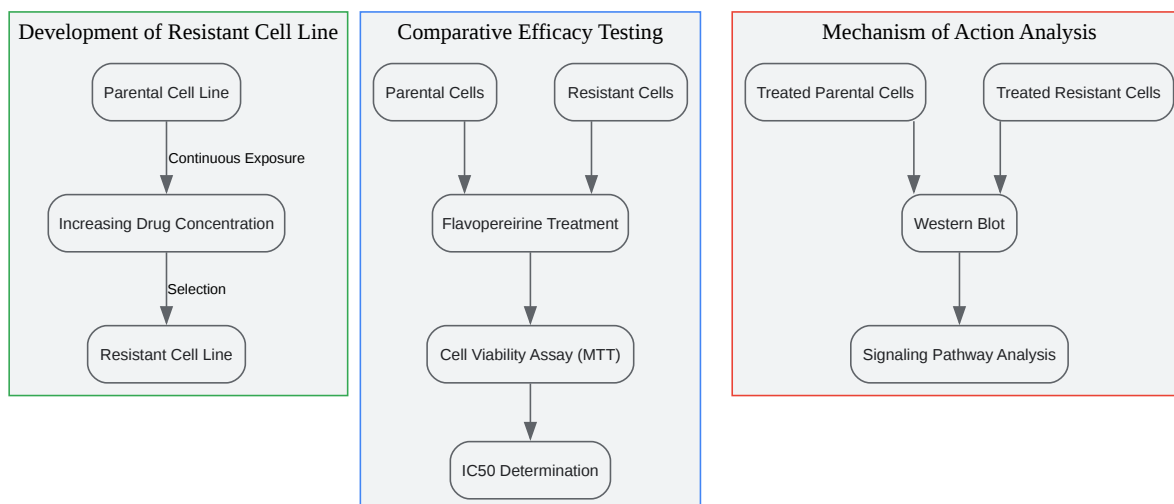 Development of Resistant Cell Line
Parental Cell Line
Continuous Exposure
Increasing Drug Concentration
Selection
Resistant Cell Line
Comparative Efficacy Testing
Parental Cells
Resistant Cells
Flavopereirine Treatment
Cell Viability Assay (MTT)
IC50 Determination
Mechanism of Action Analysis
Treated Parental Cells
Treated Resistant Cells
Western Blot
Signaling Pathway Analysis